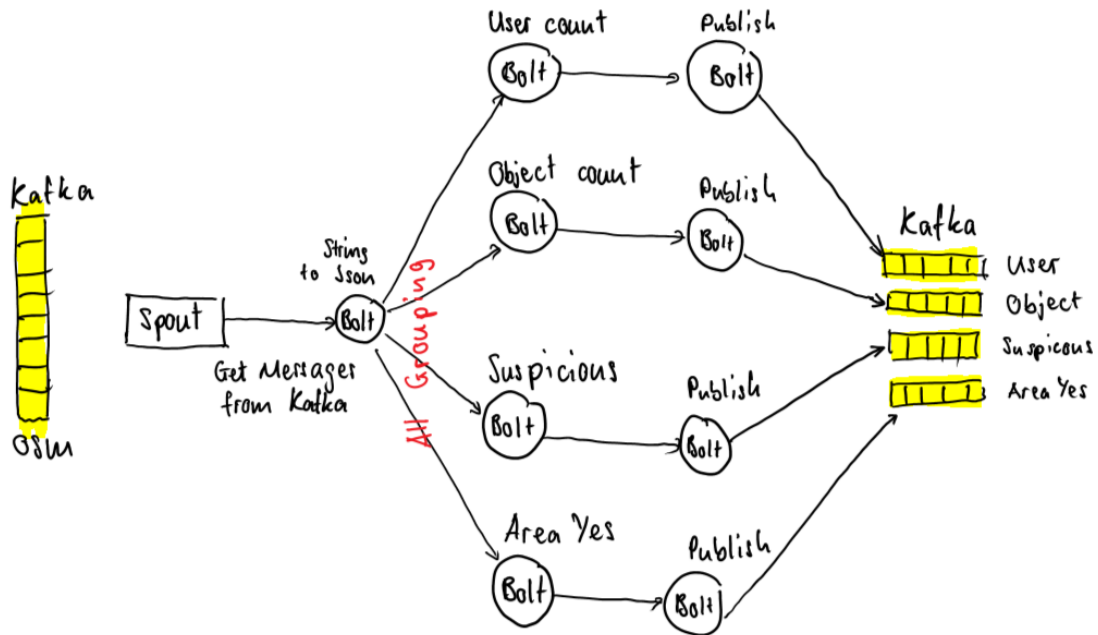 Kafka
OSM
Spout
Get Messages
from Kafka
String
to Json
Bolt
All Grouping
User count
Bolt
Publish
Bolt
Object count
Bolt
Publish
Bolt
Suspicious
Bolt
Publish
Bolt
Area Yes
Bolt
Publish
Bolt
Kafka
User
Object
Suspicous
Area Yes